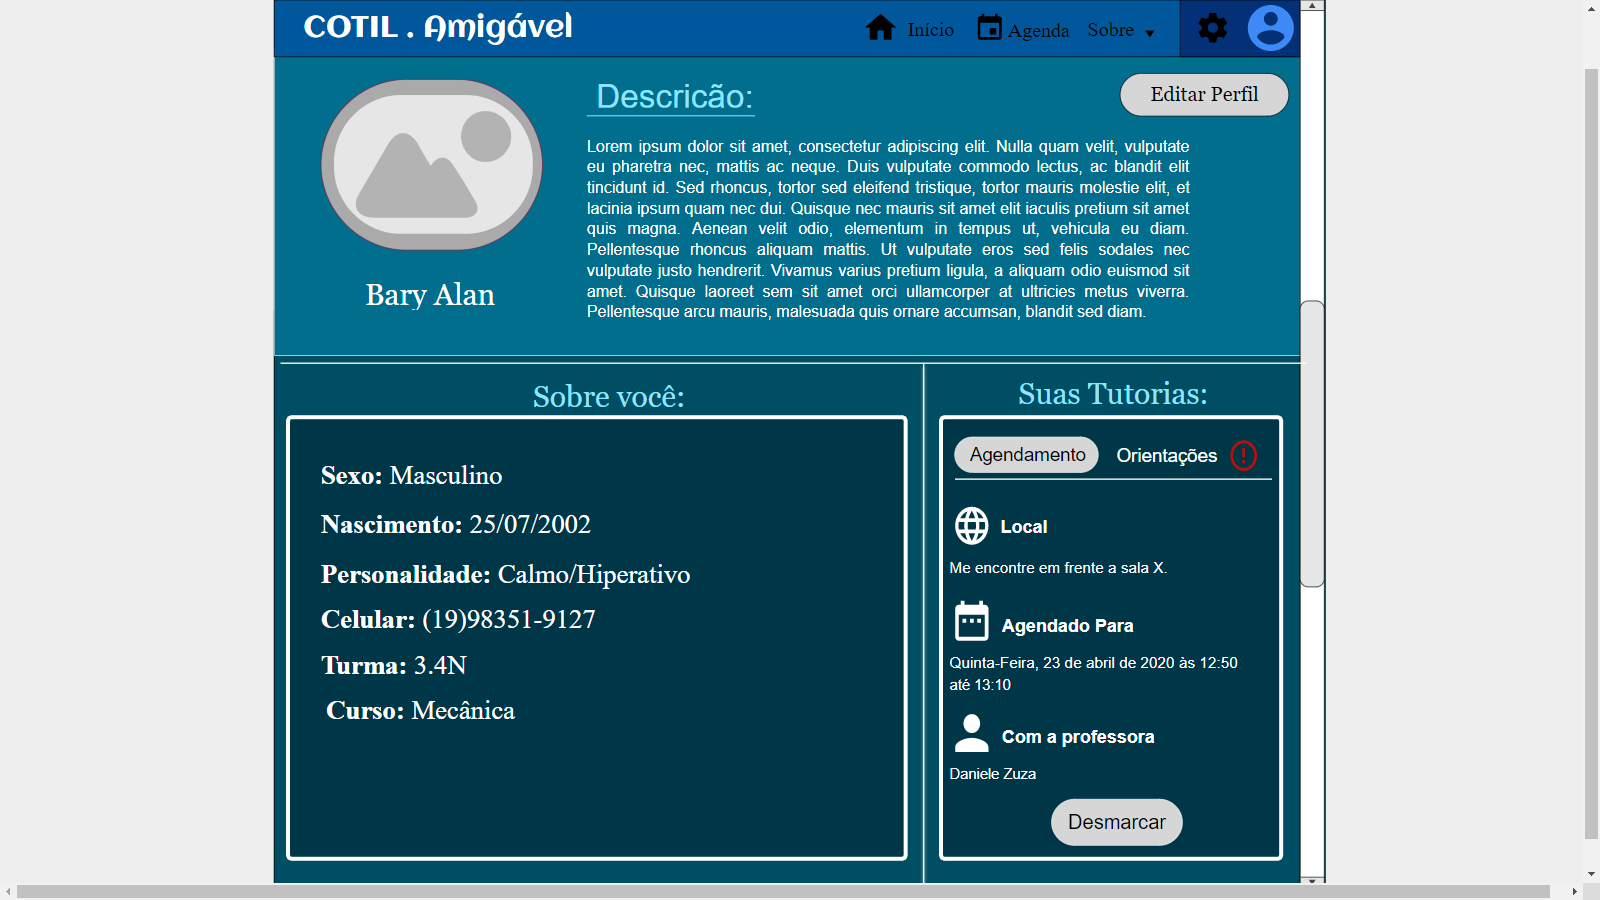 COTIL . Amigável
Início
Agenda
Sobre
Descricão:
Editar Perfil
Lorem ipsum dolor sit amet, consectetur adipiscing elit. Nulla quam velit, vulputate
eu pharetra nec, mattis ac neque. Duis vulputate commodo lectus, ac blandit elit
tincidunt id. Sed rhoncus, tortor sed eleifend tristique, tortor mauris molestie elit, et
lacinia ipsum quam nec dui. Quisque nec mauris sit amet elit iaculis pretium sit amet
quis magna. Aenean velit odio, elementum in tempus ut, vehicula eu diam.
Pellentesque rhoncus aliquam mattis. Ut vulputate eros sed felis sodales nec
vulputate justo hendrerit. Vivamus varius pretium ligula, a aliquam odio euismod sit
amet. Quisque laoreet sem sit amet orci ullamcorper at ultricies metus viverra.
Pellentesque arcu mauris, malesuada quis ornare accumsan, blandit sed diam.
Bary Alan
Sobre você:
Sexo: Masculino
Nascimento: 25/07/2002
Personalidade: Calmo/Hiperativo
Celular: (19)98351-9127
Turma: 3.4N
Curso: Mecânica
Suas Tutorias:
Agendamento
Orientações
Local
Me encontre em frente a sala X.
Agendado Para
Quinta-Feira, 23 de abril de 2020 às 12:50
até 13:10
Com a professora
Daniele Zuza
Desmarcar